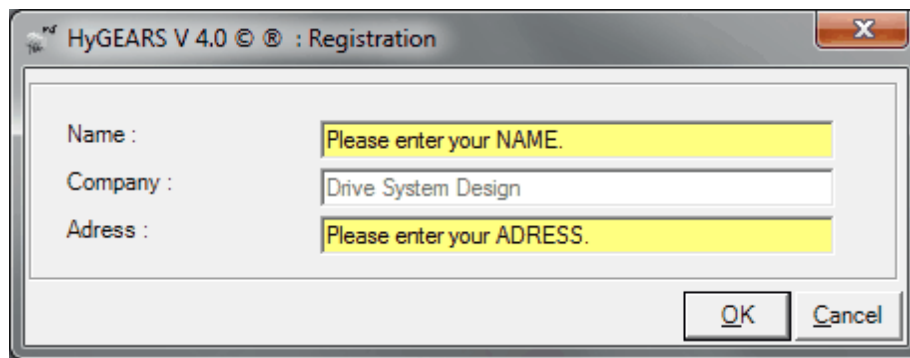 HyGEARS V 4.0 © ® : Registration
Name : Please enter your NAME.
Company : Drive System Design
Adress : Please enter your ADRESS.
OK Cancel